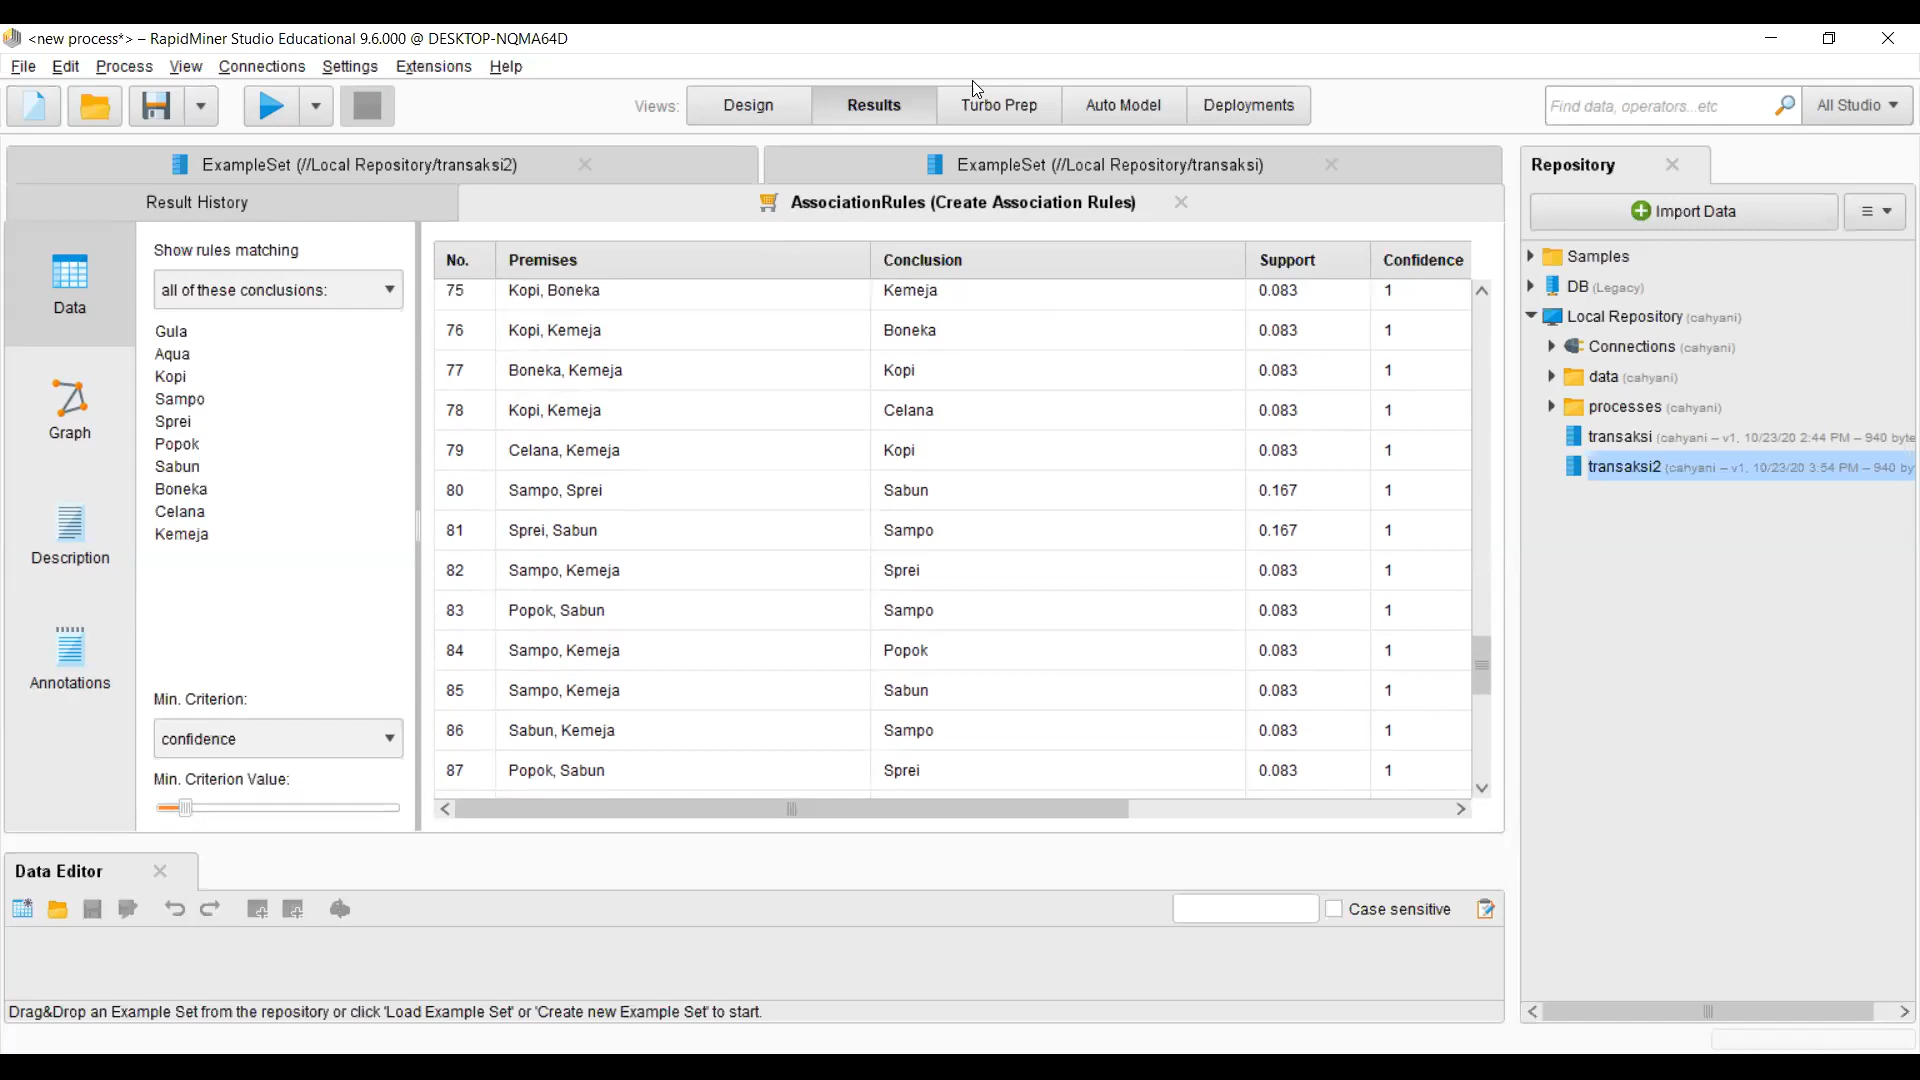 <new process*> – RapidMiner Studio Educational 9.6.000 @ DESKTOP-NQMA64D
File Edit Process View Connections Settings Extensions Help
Views: Design Results Turbo Prep Auto Model Deployments Find data, operators...etc All Studio
ExampleSet (//Local Repository/transaksi2) ExampleSet (//Local Repository/transaksi)
Result History AssociationRules (Create Association Rules)
Data
Graph
Description
Annotations
Show rules matching
all of these conclusions:
Gula
Aqua
Kopi
Sampo
Sprei
Popok
Sabun
Boneka
Celana
Kemeja
Min. Criterion:
confidence
Min. Criterion Value:
No. Premises Conclusion Support Confidence
75 Kopi, Boneka Kemeja 0.083 1
76 Kopi, Kemeja Boneka 0.083 1
77 Boneka, Kemeja Kopi 0.083 1
78 Kopi, Kemeja Celana 0.083 1
79 Celana, Kemeja Kopi 0.083 1
80 Sampo, Sprei Sabun 0.167 1
81 Sprei, Sabun Sampo 0.167 1
82 Sampo, Kemeja Sprei 0.083 1
83 Popok, Sabun Sampo 0.083 1
84 Sampo, Kemeja Popok 0.083 1
85 Sampo, Kemeja Sabun 0.083 1
86 Sabun, Kemeja Sampo 0.083 1
87 Popok, Sabun Sprei 0.083 1
Repository
Import Data
Samples
DB (Legacy)
Local Repository (cahyani)
Connections (cahyani)
data (cahyani)
processes (cahyani)
transaksi (cahyani – v1, 10/23/20 2:44 PM – 940 byte
transaksi2 (cahyani – v1, 10/23/20 3:54 PM – 940 by
Data Editor
Case sensitive
Drag&Drop an Example Set from the repository or click 'Load Example Set' or 'Create new Example Set' to start.